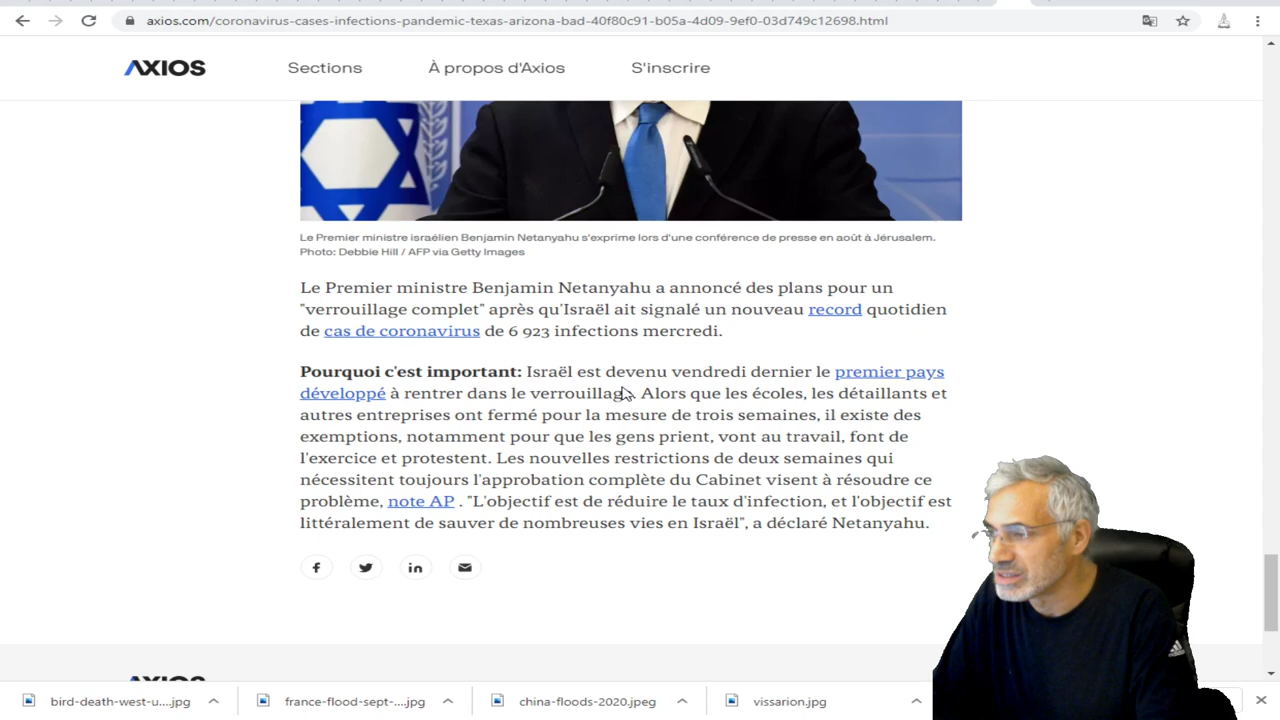 axios.com/coronavirus-cases-infections-pandemic-texas-arizona-bad-40f80c91-b05a-4d09-9ef0-03d749c12698.html
AXIOS Sections À propos d'Axios S'inscrire
Le Premier ministre israélien Benjamin Netanyahu s'exprime lors d'une conférence de presse en août à Jérusalem.
Photo: Debbie Hill / AFP via Getty Images
Le Premier ministre Benjamin Netanyahu a annoncé des plans pour un
"verrouillage complet" après qu'Israël ait signalé un nouveau record quotidien
de cas de coronavirus de 6 923 infections mercredi.
Pourquoi c'est important: Israël est devenu vendredi dernier le premier pays
développé à rentrer dans le verrouillage. Alors que les écoles, les détaillants et
autres entreprises ont fermé pour la mesure de trois semaines, il existe des
exemptions, notamment pour que les gens prient, vont au travail, font de
l'exercice et protestent. Les nouvelles restrictions de deux semaines qui
nécessitent toujours l'approbation complète du Cabinet visent à résoudre ce
problème, note AP . "L'objectif est de réduire le taux d'infection, et l'objectif est
littéralement de sauver de nombreuses vies en Israël", a déclaré Netanyahu.
AXIOS
bird-death-west-u....jpg france-flood-sept-....jpg china-floods-2020.jpeg vissarion.jpg